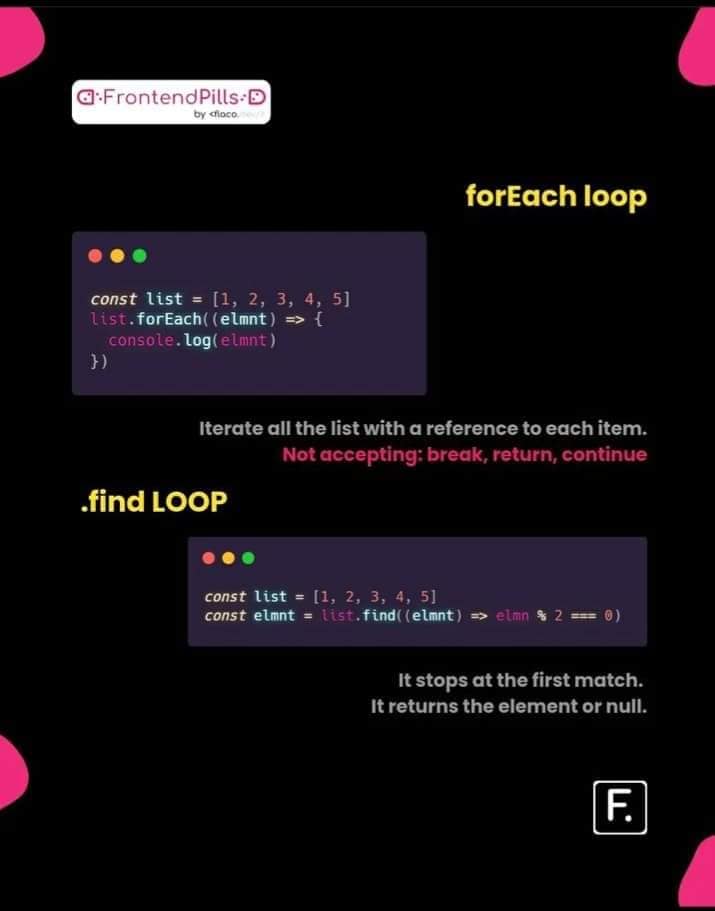 FrontendPills
by <fiaco.
forEach loop
const list = [1, 2, 3, 4, 5]
list.forEach((elmnt) => {
console.log(elmnt)
})
Iterate all the list with a reference to each item.
Not accepting: break, return, continue
.find LOOP
const list = [1, 2, 3, 4, 5]
const elmnt = list.find((elmnt) => elmn % 2 === 0)
It stops at the first match.
It returns the element or null.
F.